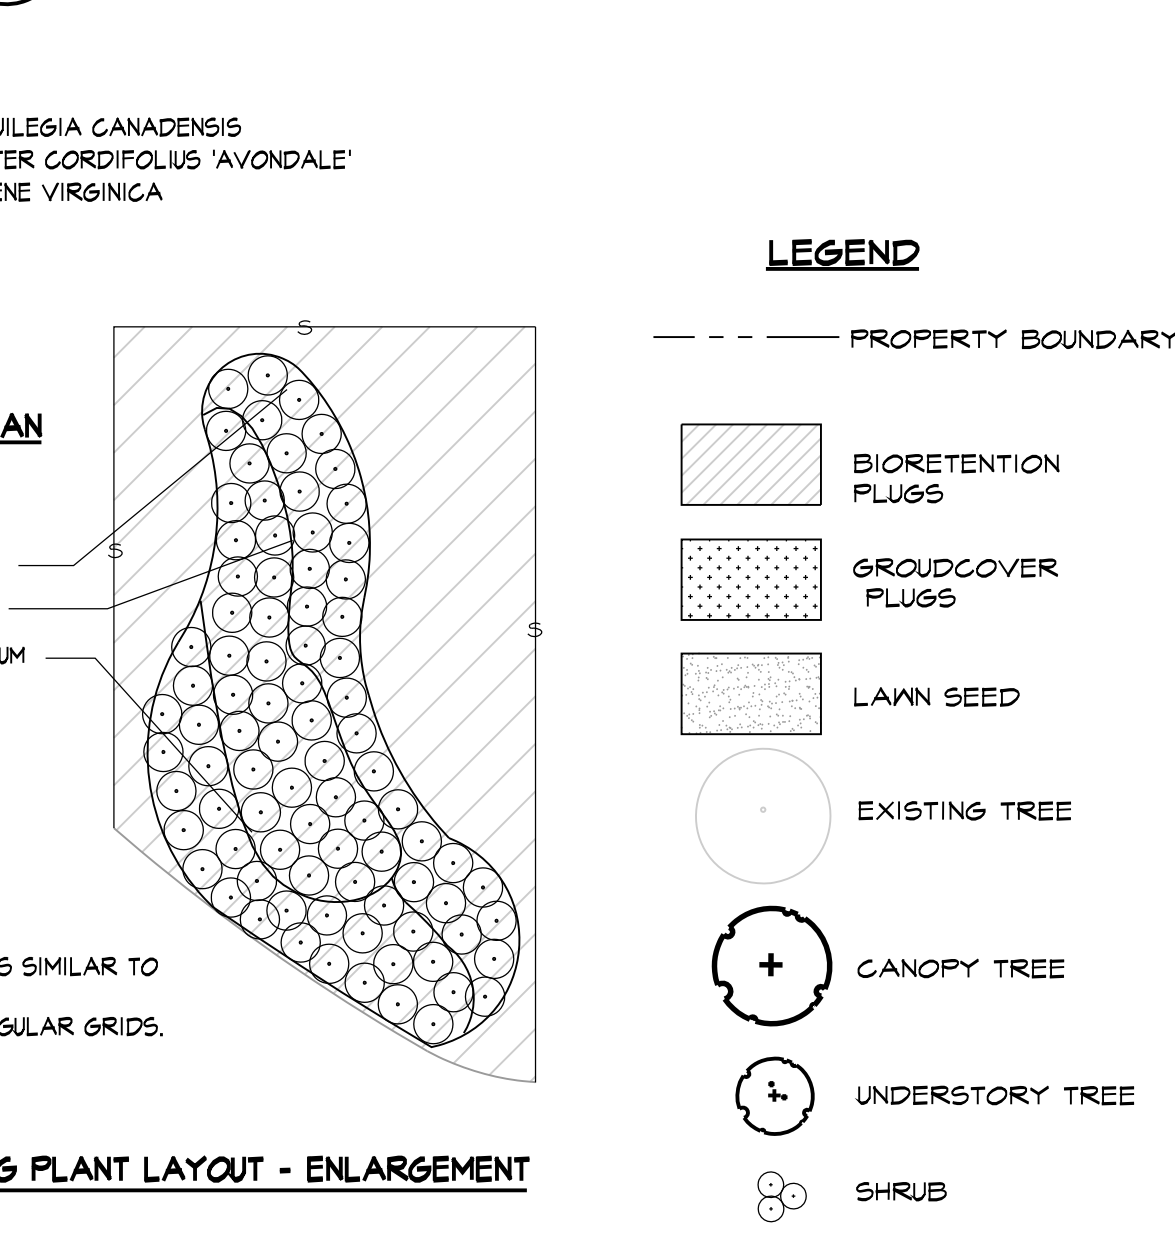 UILEGIA CANADENSIS
TER CORDIFOLIUS 'AVONDALE'
ENE VIRGINICA
LEGEND
S
PROPERTY BOUNDARY
AN
BIORETENTION
PLUGS
S
GROUDCOVER
PLUGS
S
UM
LAWN SEED
EXISTING TREE
S SIMILAR TO
CANOPY TREE
GULAR GRIDS.
UNDERSTORY TREE
G PLANT LAYOUT - ENLARGEMENT
SHRUB